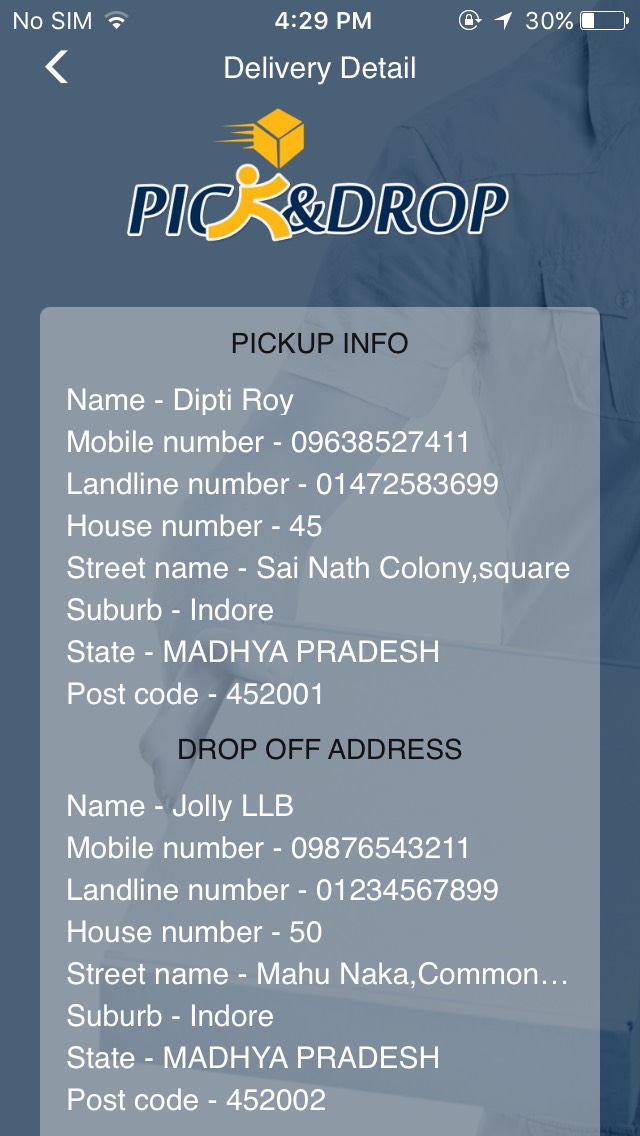 No SIM 4:29 PM 30%
Delivery Detail
PICK&DROP
PICKUP INFO
Name - Dipti Roy
Mobile number - 09638527411
Landline number - 01472583699
House number - 45
Street name - Sai Nath Colony,square
Suburb - Indore
State - MADHYA PRADESH
Post code - 452001
DROP OFF ADDRESS
Name - Jolly LLB
Mobile number - 09876543211
Landline number - 01234567899
House number - 50
Street name - Mahu Naka,Common...
Suburb - Indore
State - MADHYA PRADESH
Post code - 452002